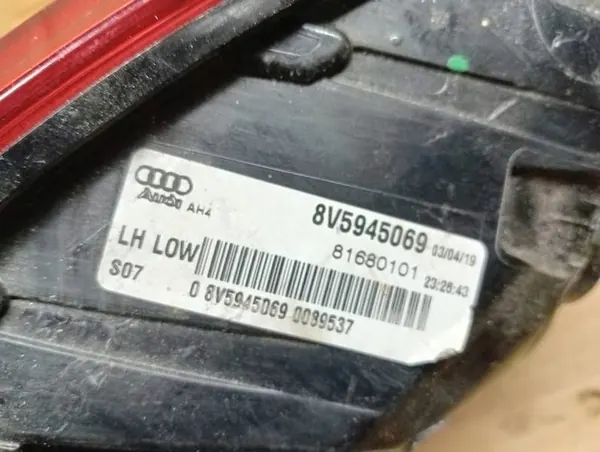 Audi AH4
8V5945069 03/04/19
81680101 23:26:43
LH LOW
S07
0 8V5945069 0089537